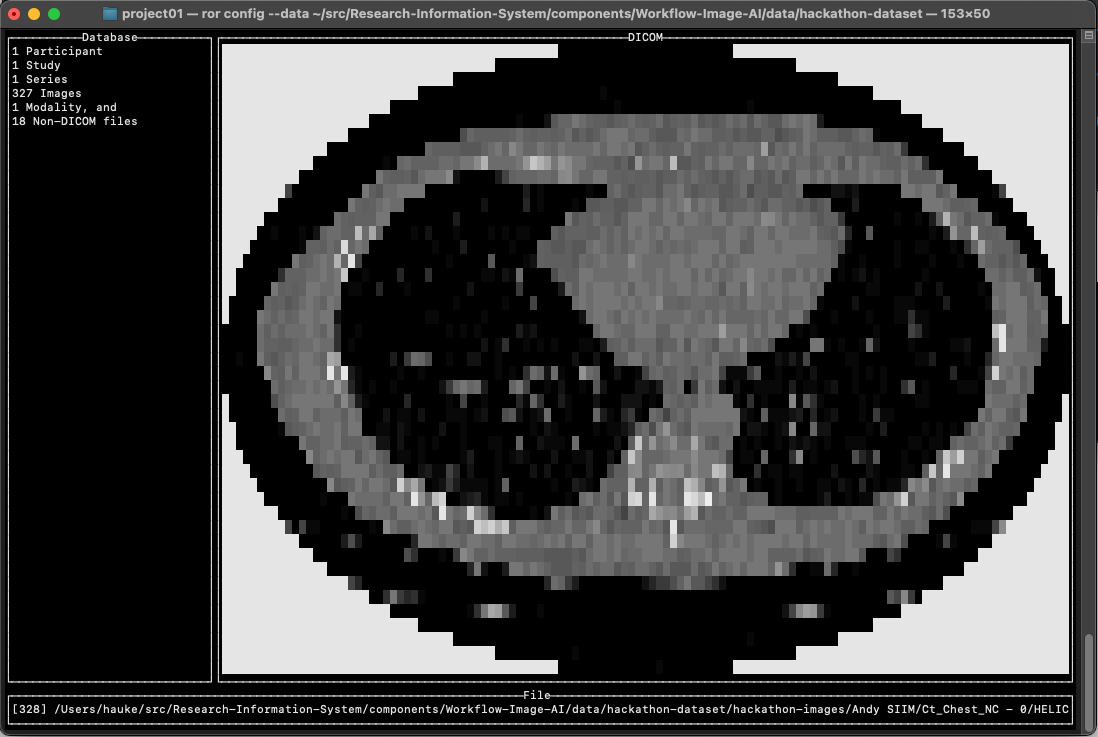 project01 — ror config --data ~/src/Research-Information-System/components/Workflow-Image-AI/data/hackathon-dataset — 153×50
Database
1 Participant
1 Study
1 Series
327 Images
1 Modality, and
18 Non-DICOM files
DICOM
File
[328] /Users/hauke/src/Research-Information-System/components/Workflow-Image-AI/data/hackathon-dataset/hackathon-images/Andy SIIM/Ct_Chest_NC - 0/HELIC